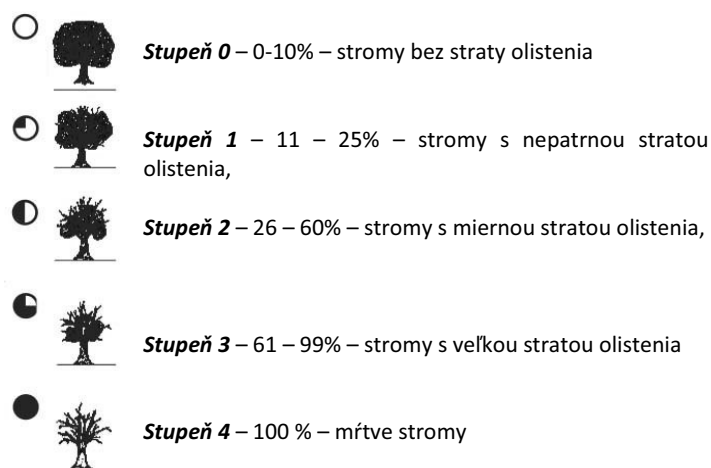 Stupeň 0 – 0-10% – stromy bez straty olistenia
Stupeň 1 – 11 – 25% – stromy s nepatrnou stratou
olistenia,
Stupeň 2 – 26 – 60% – stromy s miernou stratou olistenia,
Stupeň 3 – 61 – 99% – stromy s veľkou stratou olistenia
Stupeň 4 – 100 % – mŕtve stromy